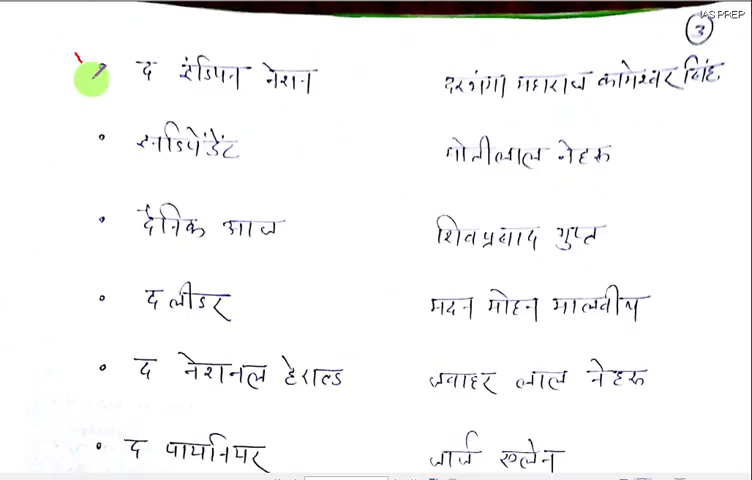 IAS PREP
3
द इंडियन नेशन दरभंगा महाराज कामेश्वर सिंह
इनडिपेंडेंट मोतीलाल नेहरू
दैनिक आज शिवप्रसाद गुप्त
द लीडर मदन मोहन मालवीय
द नेशनल हेराल्ड जवाहर लाल नेहरू
द पायनियर जार्ज एलेन